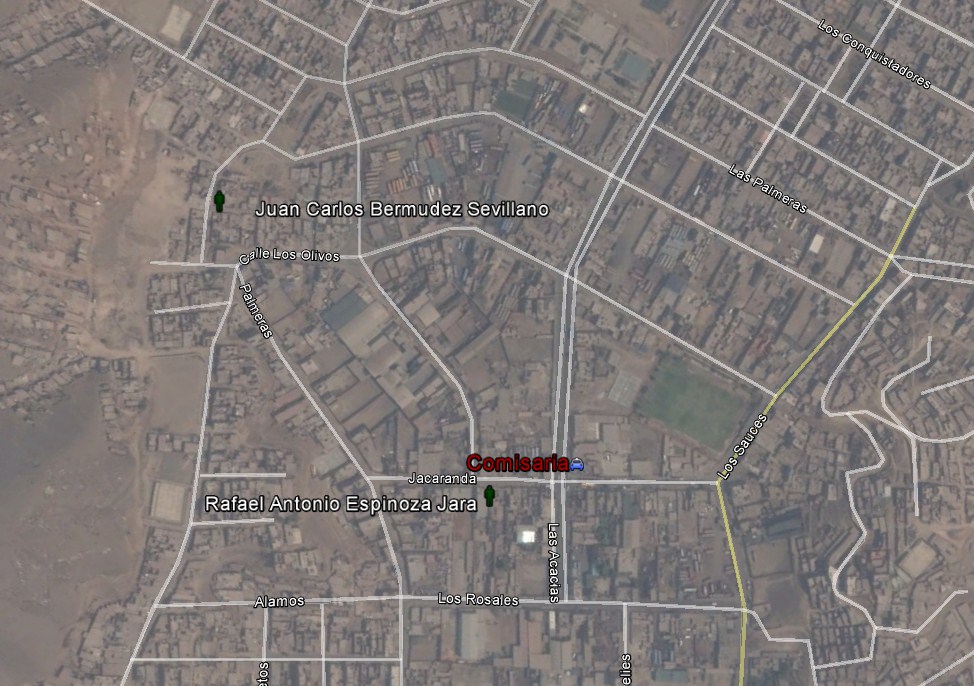 Los Conquistadores
Las Palmeras
Juan Carlos Bermudez Sevillano
Calle Los Olivos
Palmeras
Los Sauces
Comisaria
Jacaranda
Rafael Antonio Espinoza Jara
Las Acacias
Alamos
Los Rosales